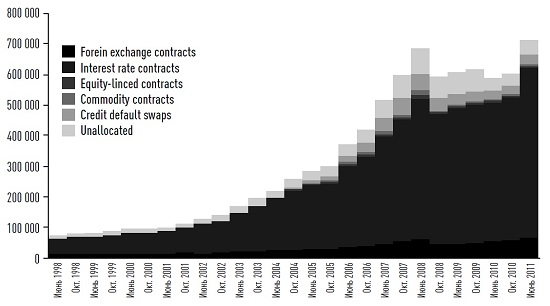 800 000
700 000
600 000
500 000
400 000
300 000
200 000
100 000
0
Forein exchange contracts
Interest rate contracts
Equity-linced contracts
Commodity contracts
Credit default swaps
Unallocated
Июнь 1998
Окт. 1998
Июнь 1999
Окт. 1999
Июнь 2000
Окт. 2000
Июнь 2001
Окт. 2001
Июнь 2002
Окт. 2002
Июнь 2003
Окт. 2003
Июнь 2004
Окт. 2004
Июнь 2005
Окт. 2005
Июнь 2006
Окт. 2006
Июнь 2007
Окт. 2007
Июнь 2008
Окт. 2008
Июнь 2009
Окт. 2009
Июнь 2010
Окт. 2010
Июнь 2011